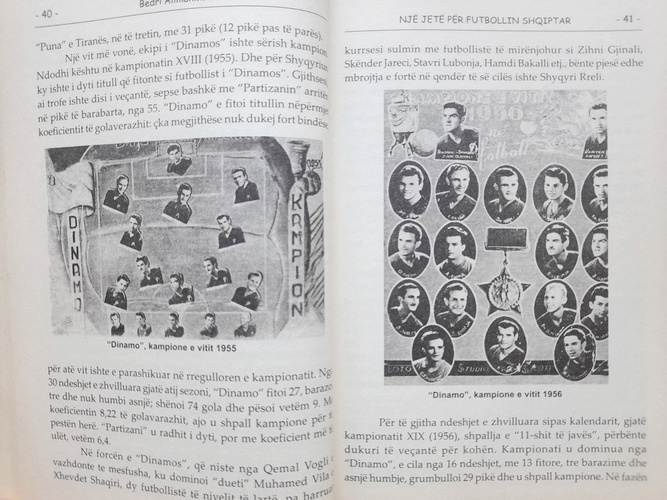 - 40 -
Bedri
"Puna" e Tiranës, në të tretin, me 31 pikë (12 pikë pas të parës).
Një vit më vonë, ekipi i "Dinamos" ishte sërish kampion.
Ndodhi kështu në kampionatin XVIII (1955). Dhe për Shyqyriun
ky ishte i dyti titull që fitonte si futbollist i "Dinamos". Gjithsesi,
ai trofe ishte disi i veçantë, sepse bashkë me "Partizanin" arritën
në pikë të barabarta, nga 55. "Dinamo" e fitoi titullin nëpërmjet
koeficientit të golaverazhit: çka megjithëse nuk dukej fort bindëse,
1955
DINAMO
KAMPION
"Dinamo", kampione e vitit 1955
për atë vit ishte e parashikuar në rregulloren e kampionatit. Nga
30 ndeshjet e zhvilluara gjatë atij sezoni, "Dinamo" fitoi 27, barazoi
tre dhe nuk humbi asnjë; shënoi 74 gola dhe pësoi vetëm 9. Me
koeficientin 8,22 të golavarazhit, ajo u shpall kampione për të
pestën herë. "Partizani" u radhit i dyti, por me koeficient më të
ulët, vetëm 6,4.
Në forcën e "Dinamos", që niste nga Qemal Vogli i
vazhdonte te mesfusha, ku dominoi "dueti" Muhamed Vila
Xhevdet Shaqiri, dy futbollistë të nivelit të lartë, pa harruar
NJË JETË PËR FUTBOLLIN SHQIPTAR
- 41 -
kurrsesi sulmin me futbollistë të mirënjohur si Zihni Gjinali,
Skënder Jareci, Stavri Lubonja, Hamdi Bakalli etj., bënte pjesë edhe
mbrojtja e fortë në qendër të së cilës ishte Shyqyri Rreli.
ne
futboll
FOTO STUDIO
"Dinamo", kampione e vitit 1956
Për të gjitha ndeshjet e zhvilluara sipas kalendarit, gjatë
kampionatit XIX (1956), shpallja e "11-shit të javës", përbënte
dukuri të veçantë për kohën. Kampionati u dominua nga
"Dinamo", e cila nga 16 ndeshjet, me 13 fitore, tre barazime dhe
asnjë humbje, grumbulloi 29 pikë dhe u shpall kampione. Në fazën